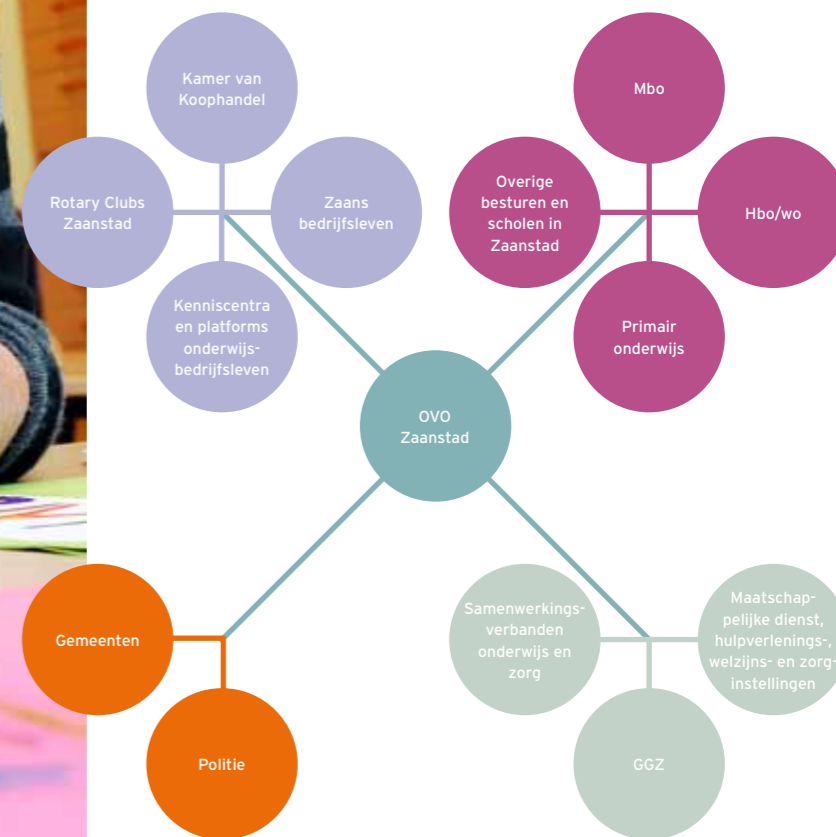 Kamer van
Koophandel
Rotary Clubs
Zaanstad
Zaans
bedrijfsleven
Kenniscentra
en platforms
onderwijs-
bedrijfsleven
Mbo
Overige
besturen en
scholen in
Zaanstad
Hbo/wo
Primair
onderwijs
OVO
Zaanstad
Gemeenten
Politie
Samenwerkings-
verbanden
onderwijs en
zorg
Maatschap-
pelijke dienst,
hulpverlenings-,
welzijns- en zorg-
instellingen
GGZ